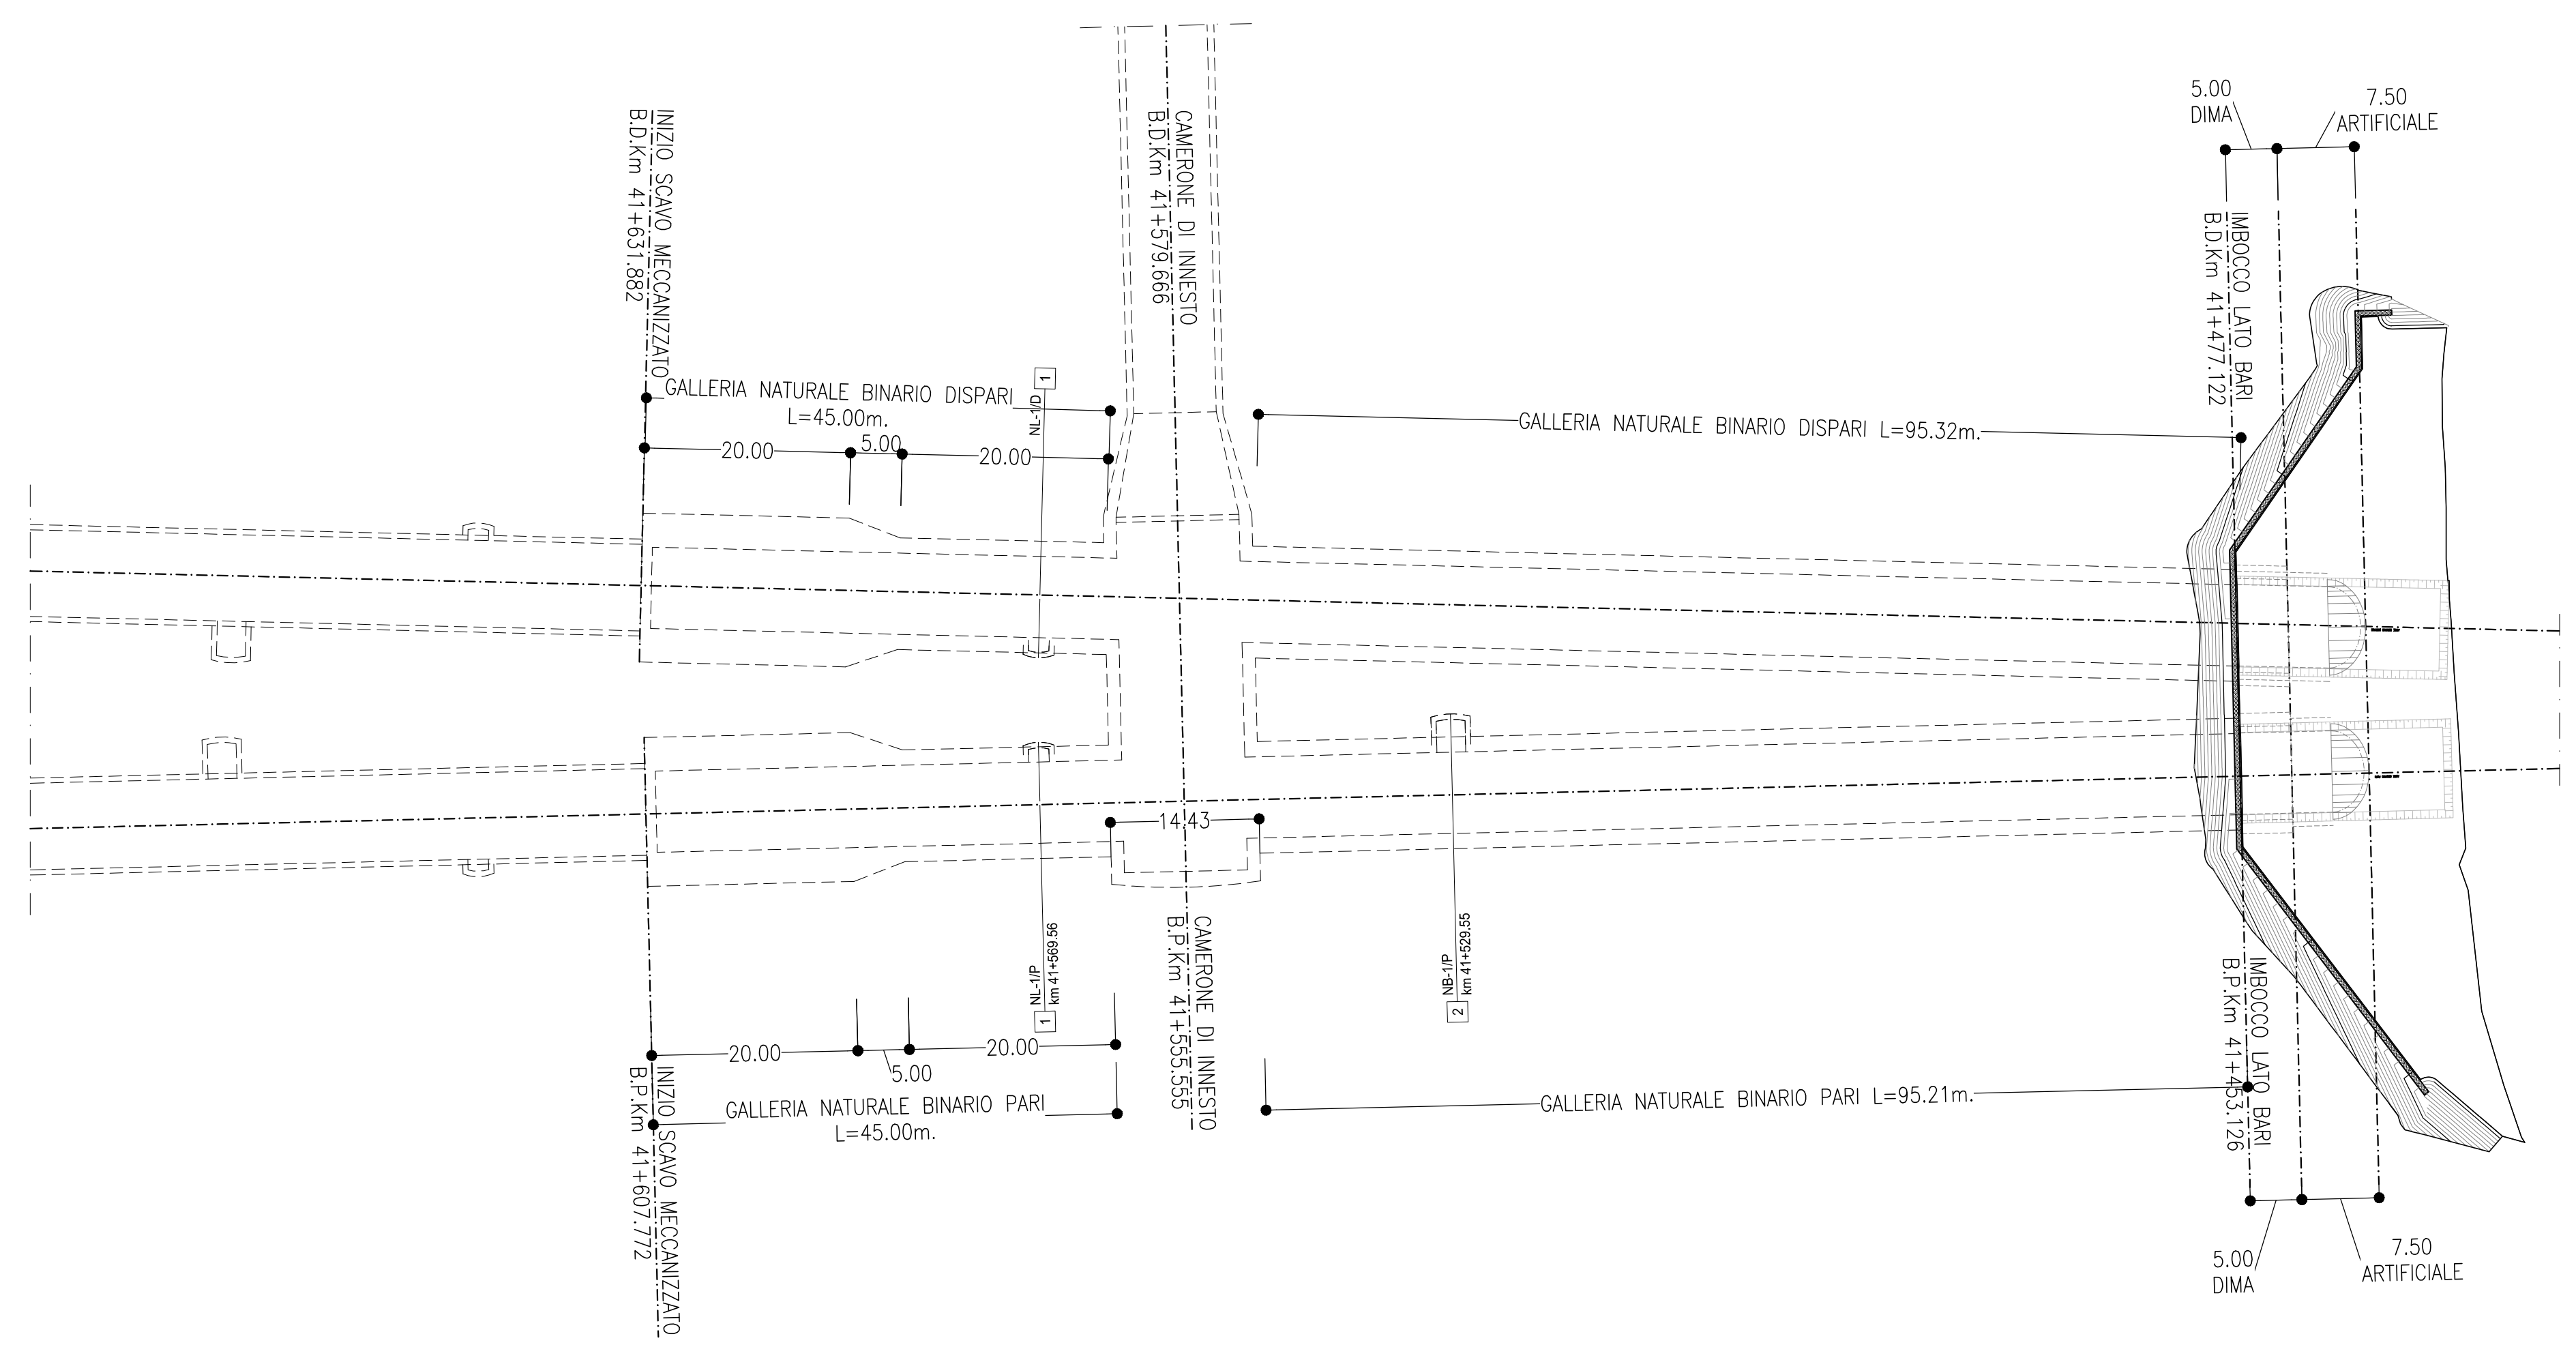 5.00
DIMA
7.50
ARTIFICIALE
INIZIO SCAVO MECCANIZZATO
B.D.Km 41+631.882
CAMERONE DI INNESTO
B.D.Km 41+579.666
IMBOCCO LATO BARI
B.D.Km 41+477.122
GALLERIA NATURALE BINARIO DISPARI
L=45.00m.
20.00
5.00
20.00
1
NL-1/D
GALLERIA NATURALE BINARIO DISPARI L=95.32m.
14.43
NL-1/P
km 41+569.56
1
NB-1/P
km 41+529.55
2
CAMERONE DI INNESTO
B.P.Km 41+555.555
IMBOCCO LATO BARI
B.P.Km 41+453.126
20.00
5.00
20.00
GALLERIA NATURALE BINARIO PARI
L=45.00m.
GALLERIA NATURALE BINARIO PARI L=95.21m.
INIZIO SCAVO MECCANIZZATO
B.P.Km 41+607.772
5.00
DIMA
7.50
ARTIFICIALE